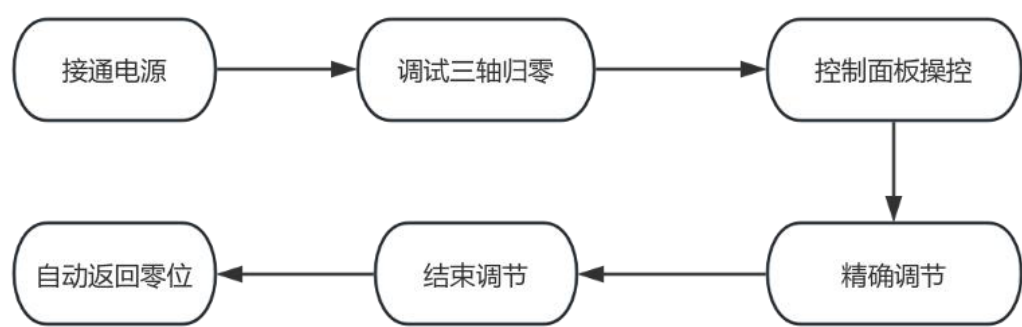 接通电源
调试三轴归零
控制面板操控
精确调节
结束调节
自动返回零位